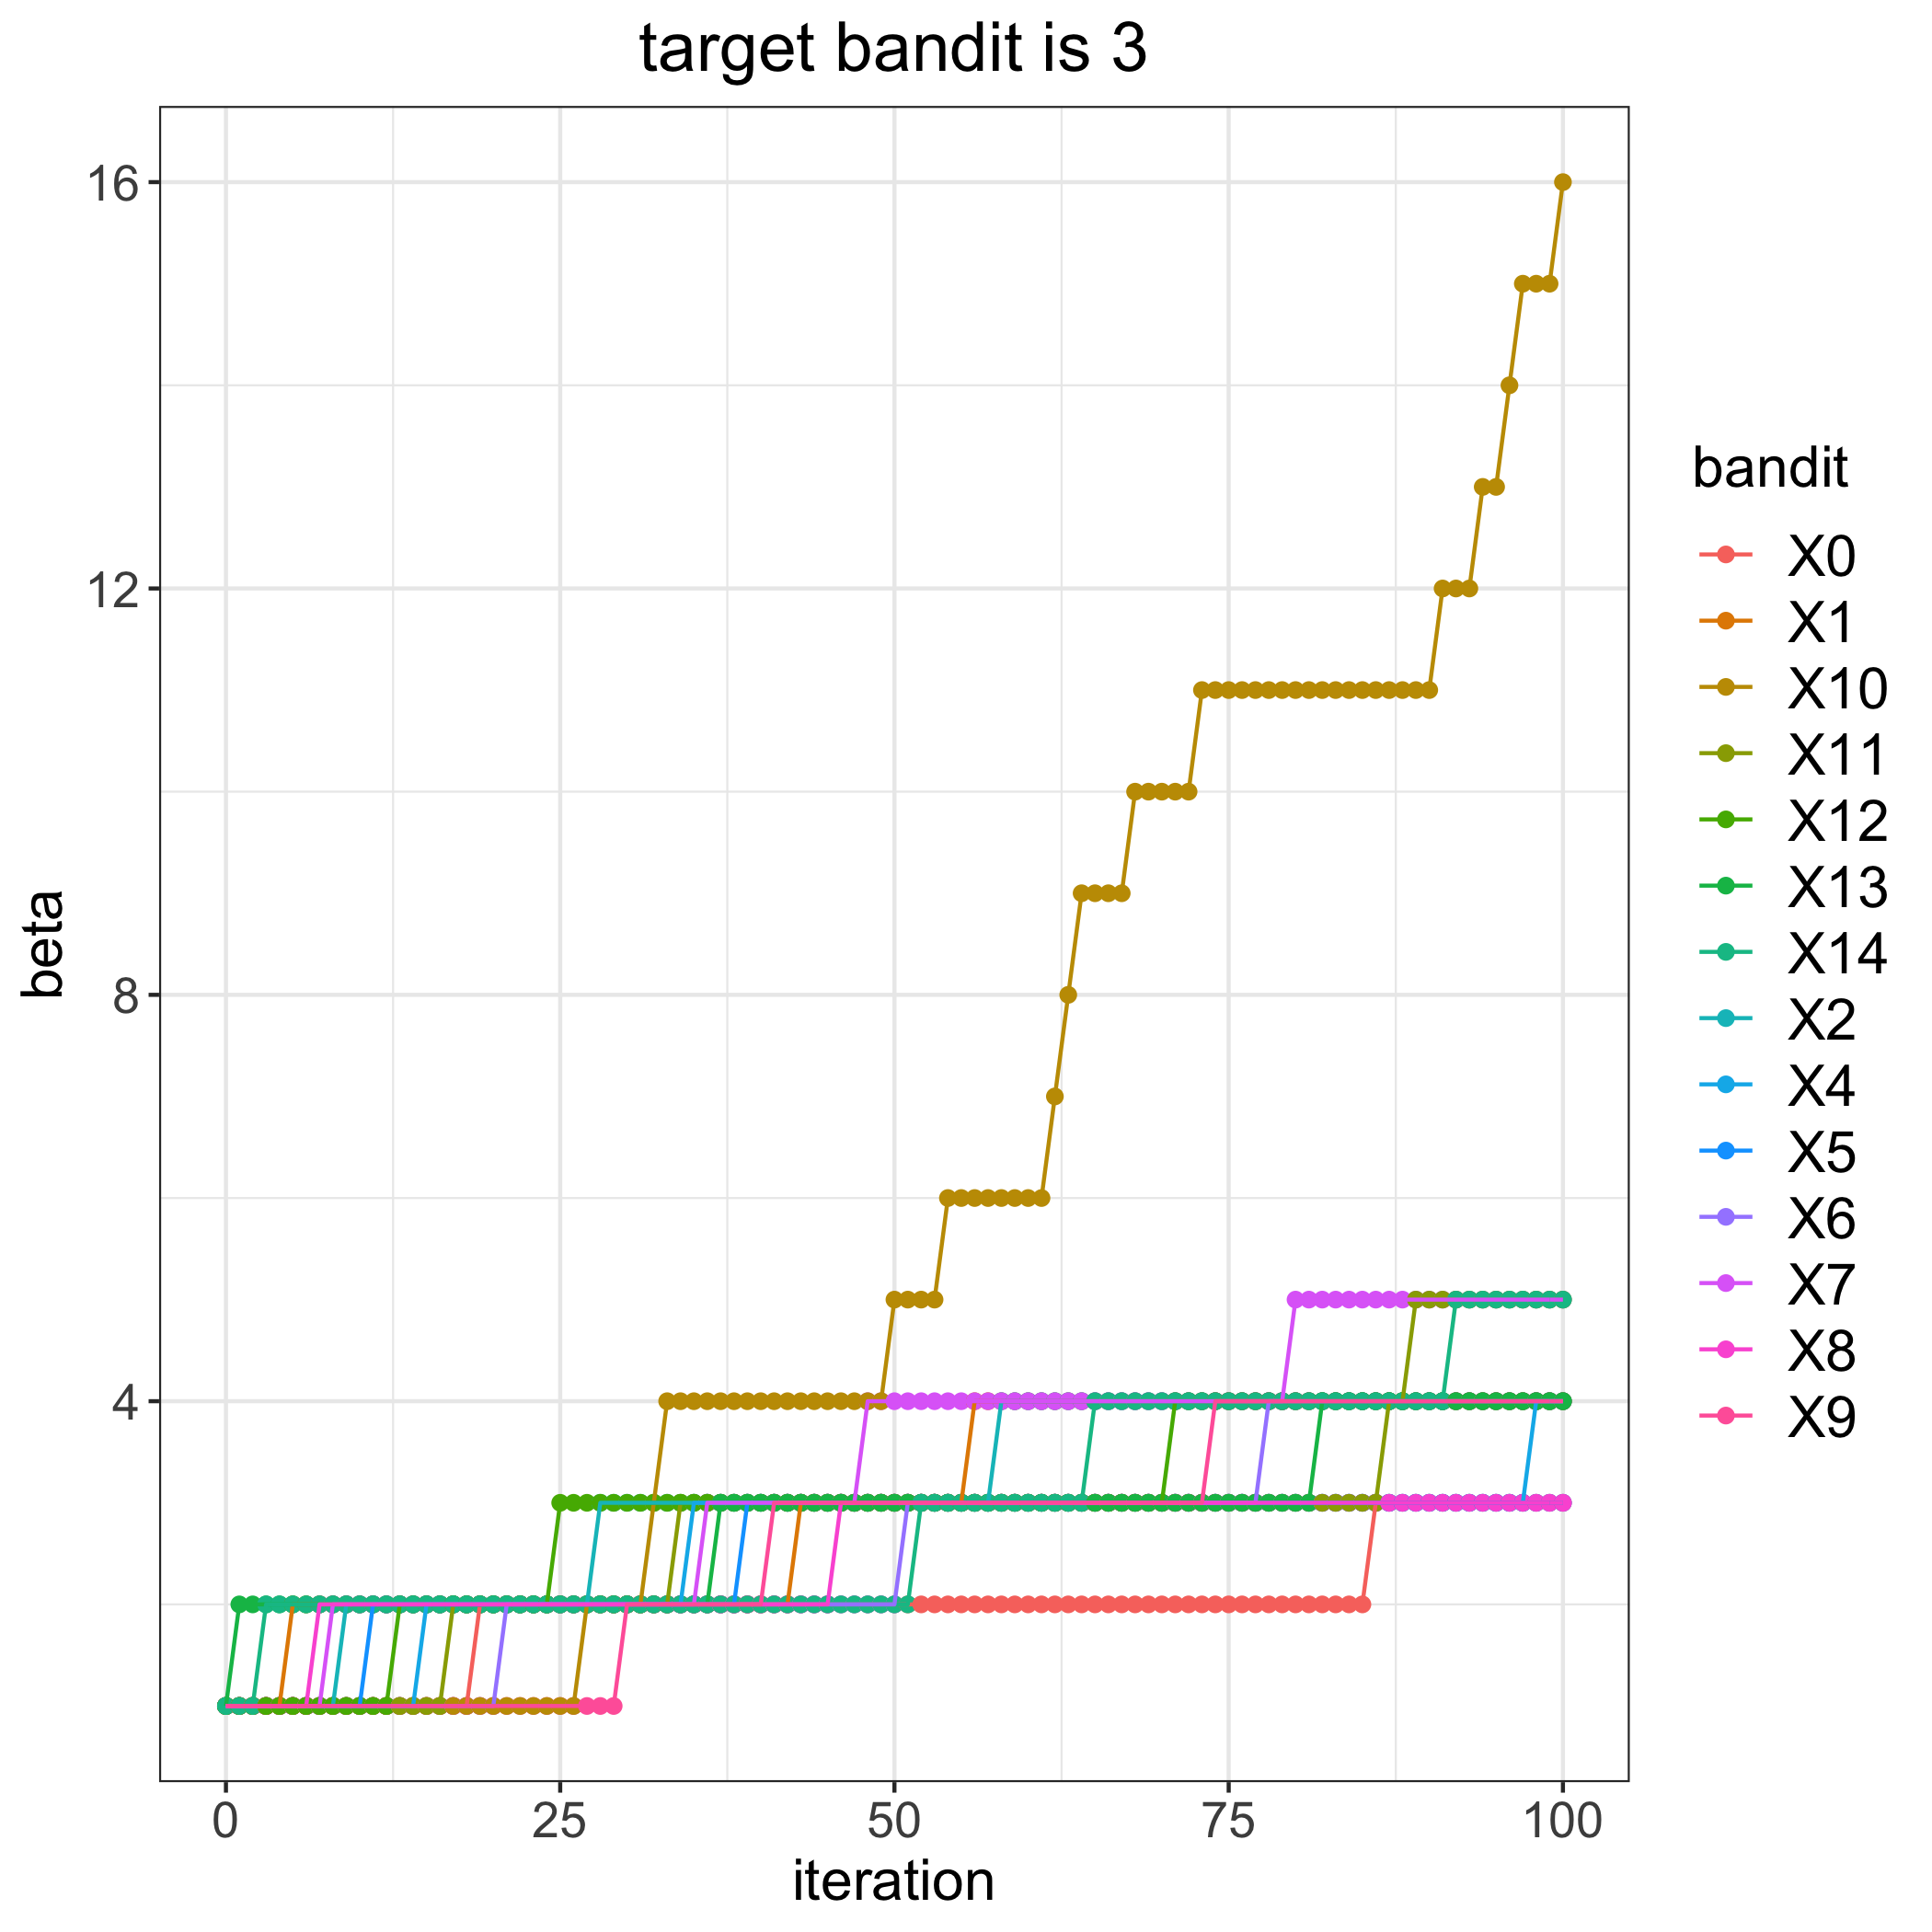 target bandit is 3
16
12
8
4
beta
0 25 50 75 100
iteration
bandit
X0
X1
X10
X11
X12
X13
X14
X2
X4
X5
X6
X7
X8
X9